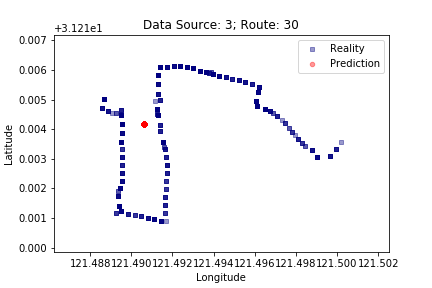 Data Source: 3; Route: 30
+3.121e1
0.007
0.006
0.005
0.004
0.003
0.002
0.001
0.000
Reality
Prediction
Latitude
121.488 121.490 121.492 121.494 121.496 121.498 121.500 121.502
Longitude